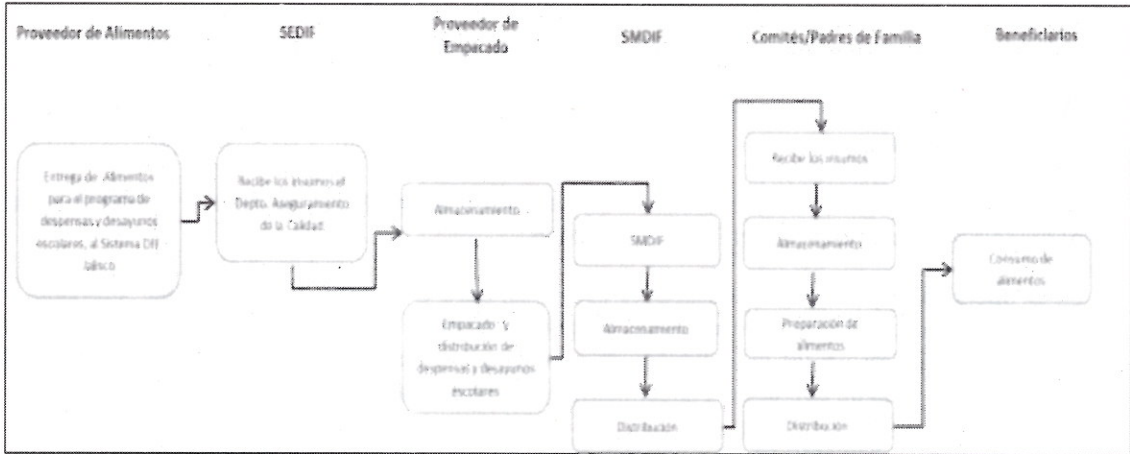 Proveedor de Alimentos
SEDIF
Proveedor de
Empacado
SMDIF
Comités/Padres de Familia
Beneficiarios
Entrega de Alimentos
para el programa de
despensas y desayunos
escolares, al Sistema DIF
Jalisco
Recibe los insumos el
Depto. Aseguramiento
de la Calidad
Almacenamiento
Empacado y
distribución de
despensas y desayunos
escolares
SMDIF
Almacenamiento
Distribución
Recibe los insumos
Almacenamiento
Preparación de
alimentos
Distribución
Consumo de
alimentos